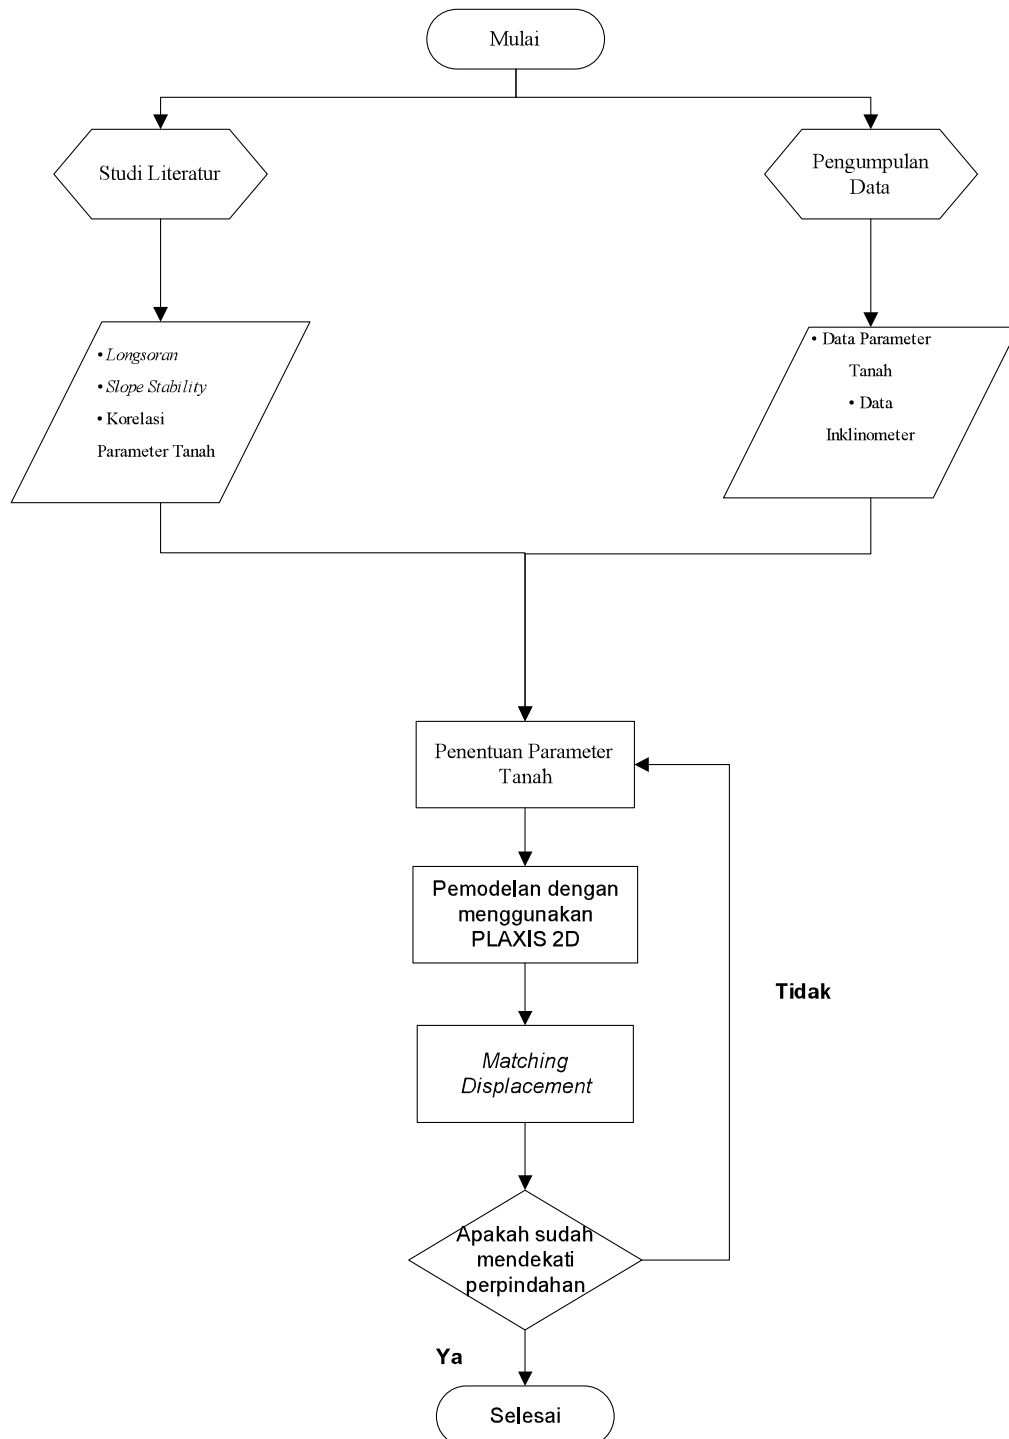 Mulai
Studi Literatur
Pengumpulan
Data
• Longsoran
• Slope Stability
• Korelasi
Parameter Tanah
• Data Parameter
Tanah
• Data
Inklinometer
Penentuan Parameter
Tanah
Pemodelan dengan
menggunakan
PLAXIS 2D
Tidak
Matching
Displacement
Apakah sudah
mendekati
perpindahan
Ya
Selesai